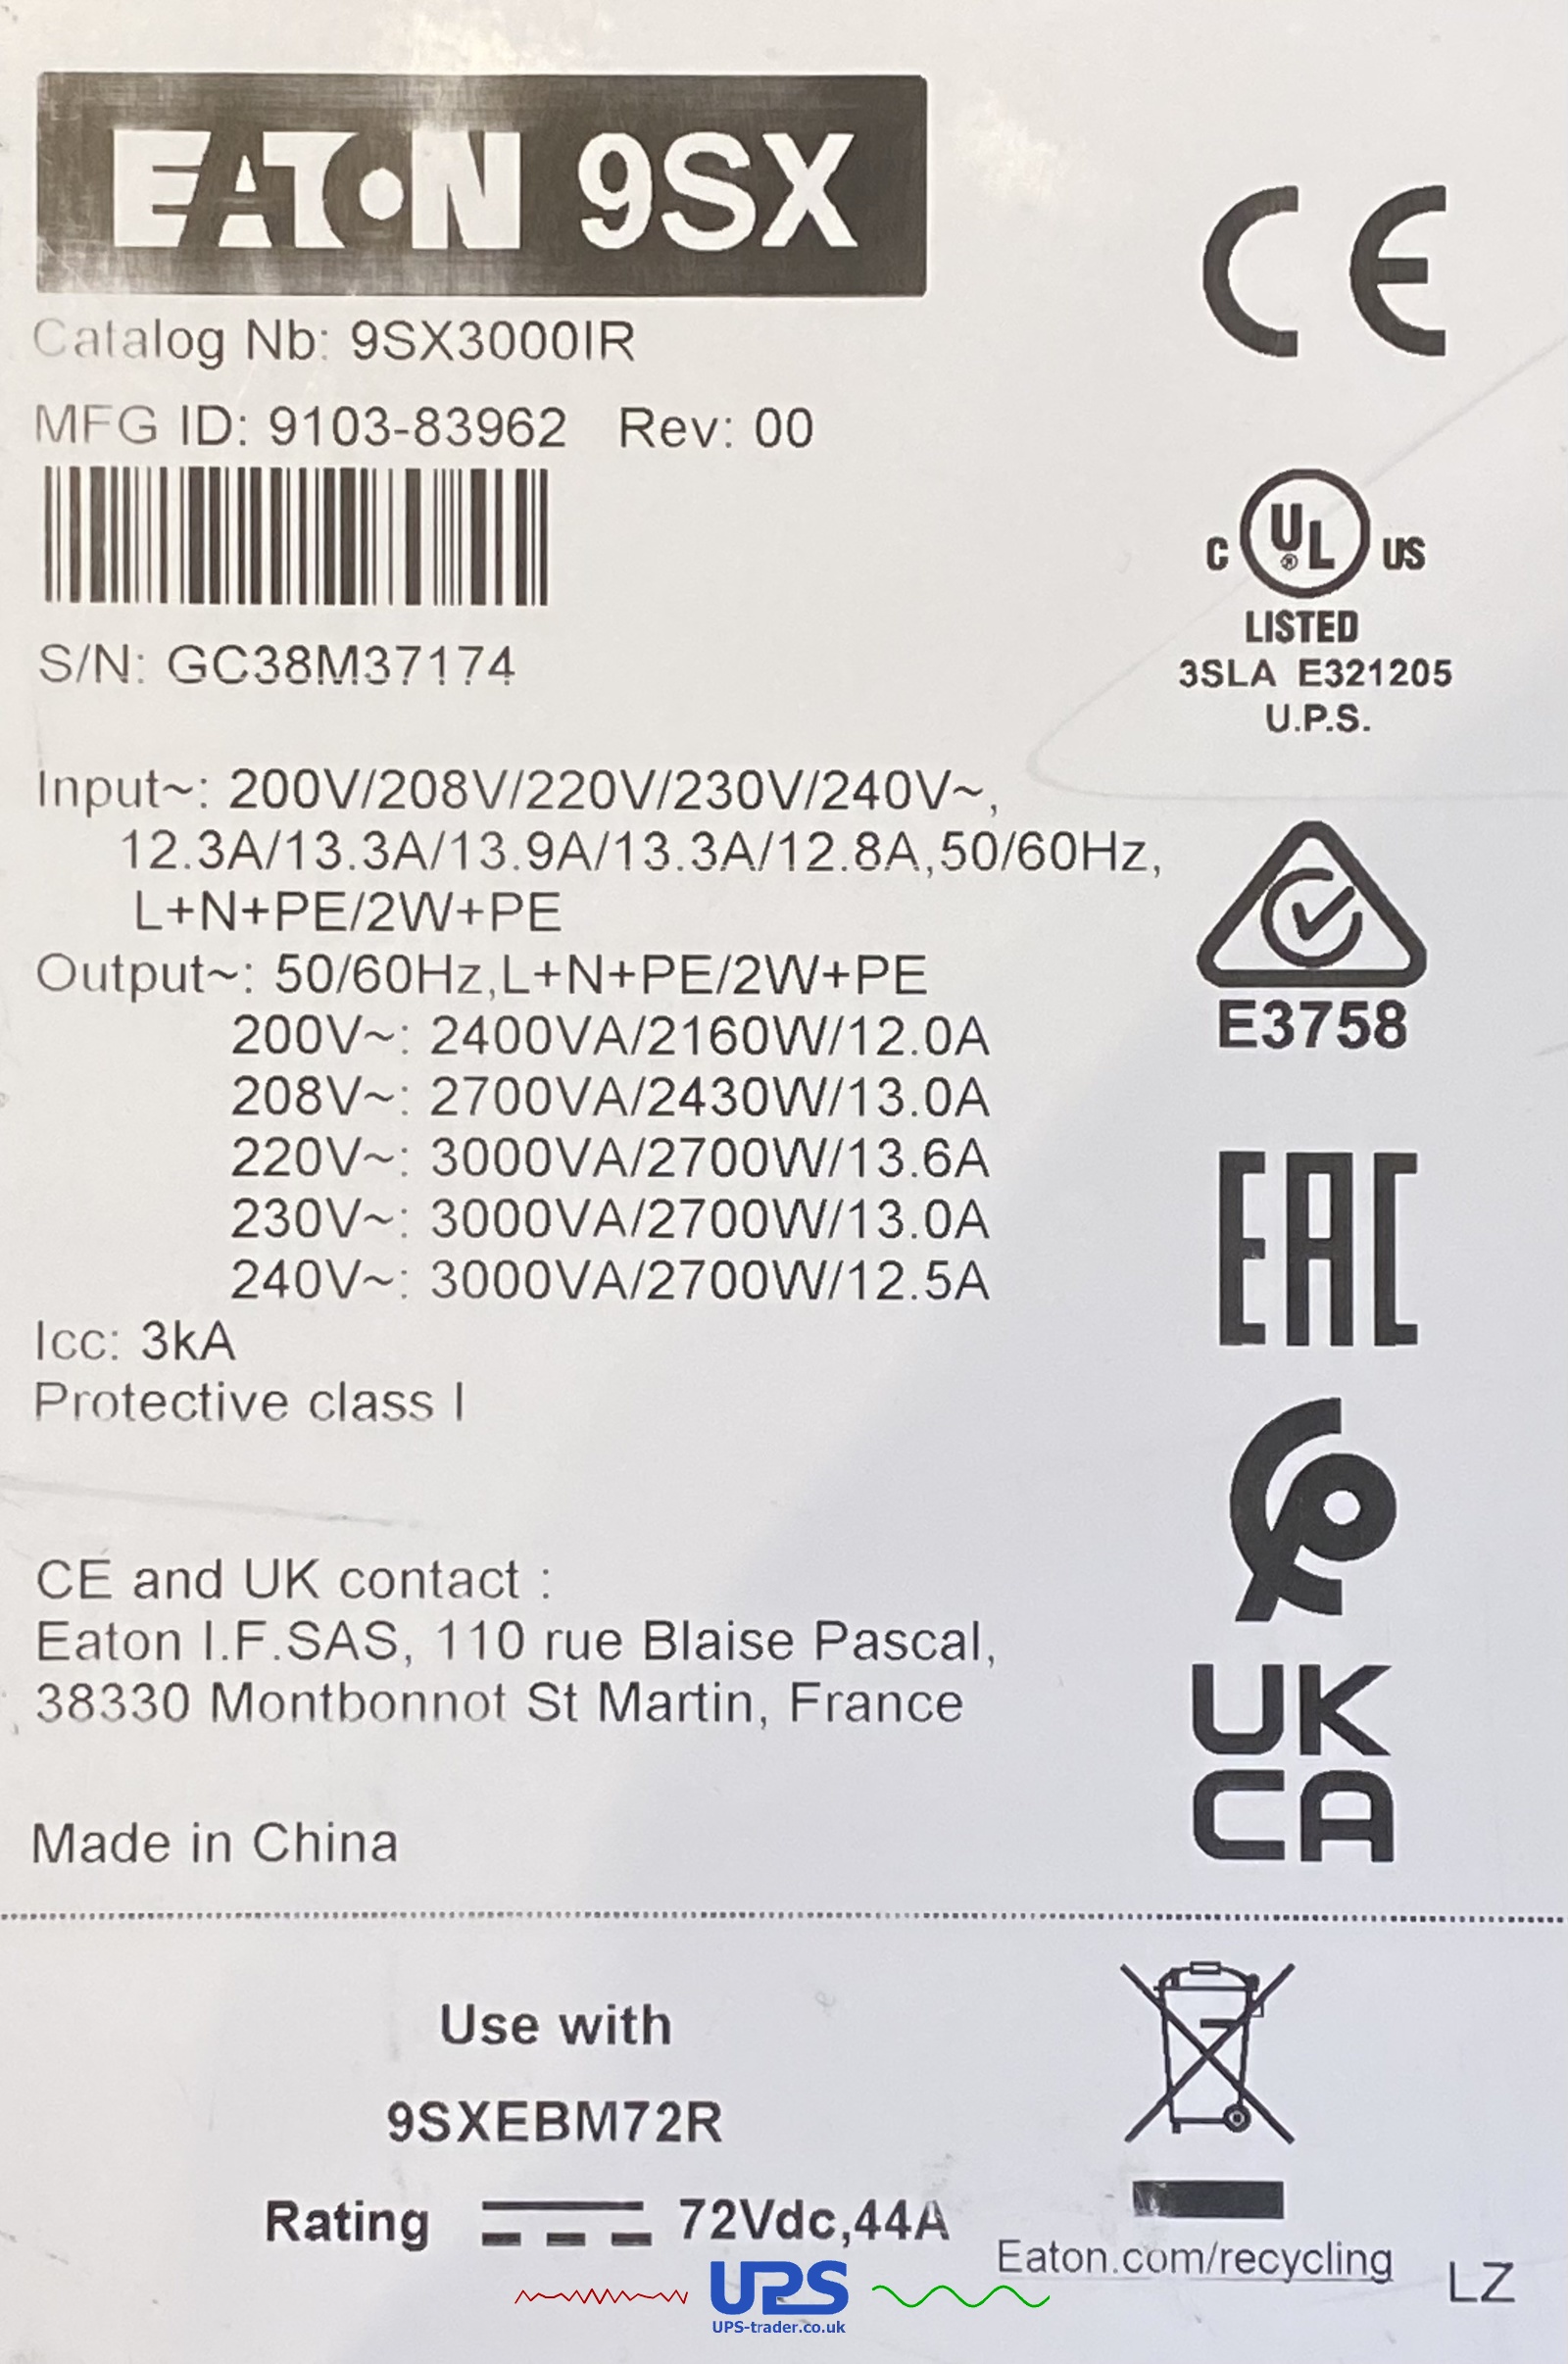 EATON 9SX
Catalog Nb: 9SX3000IR
MFG ID: 9103-83962 Rev: 00
S/N: GC38M37174
Input~: 200V/208V/220V/230V/240V~,
12.3A/13.3A/13.9A/13.3A/12.8A,50/60Hz,
L+N+PE/2W+PE
Output~: 50/60Hz,L+N+PE/2W+PE
200V~: 2400VA/2160W/12.0A
208V~: 2700VA/2430W/13.0A
220V~: 3000VA/2700W/13.6A
230V~: 3000VA/2700W/13.0A
240V~: 3000VA/2700W/12.5A
Icc: 3kA
Protective class I
CE and UK contact :
Eaton I.F.SAS, 110 rue Blaise Pascal,
38330 Montbonnot St Martin, France
Made in China
CE
C UL ® US
LISTED
3SLA E321205
U.P.S.
E3758
EAC
UK
CA
Use with
9SXEBM72R
Rating 72Vdc,44A
Eaton.com/recycling
LZ
UPS
UPS-trader.co.uk